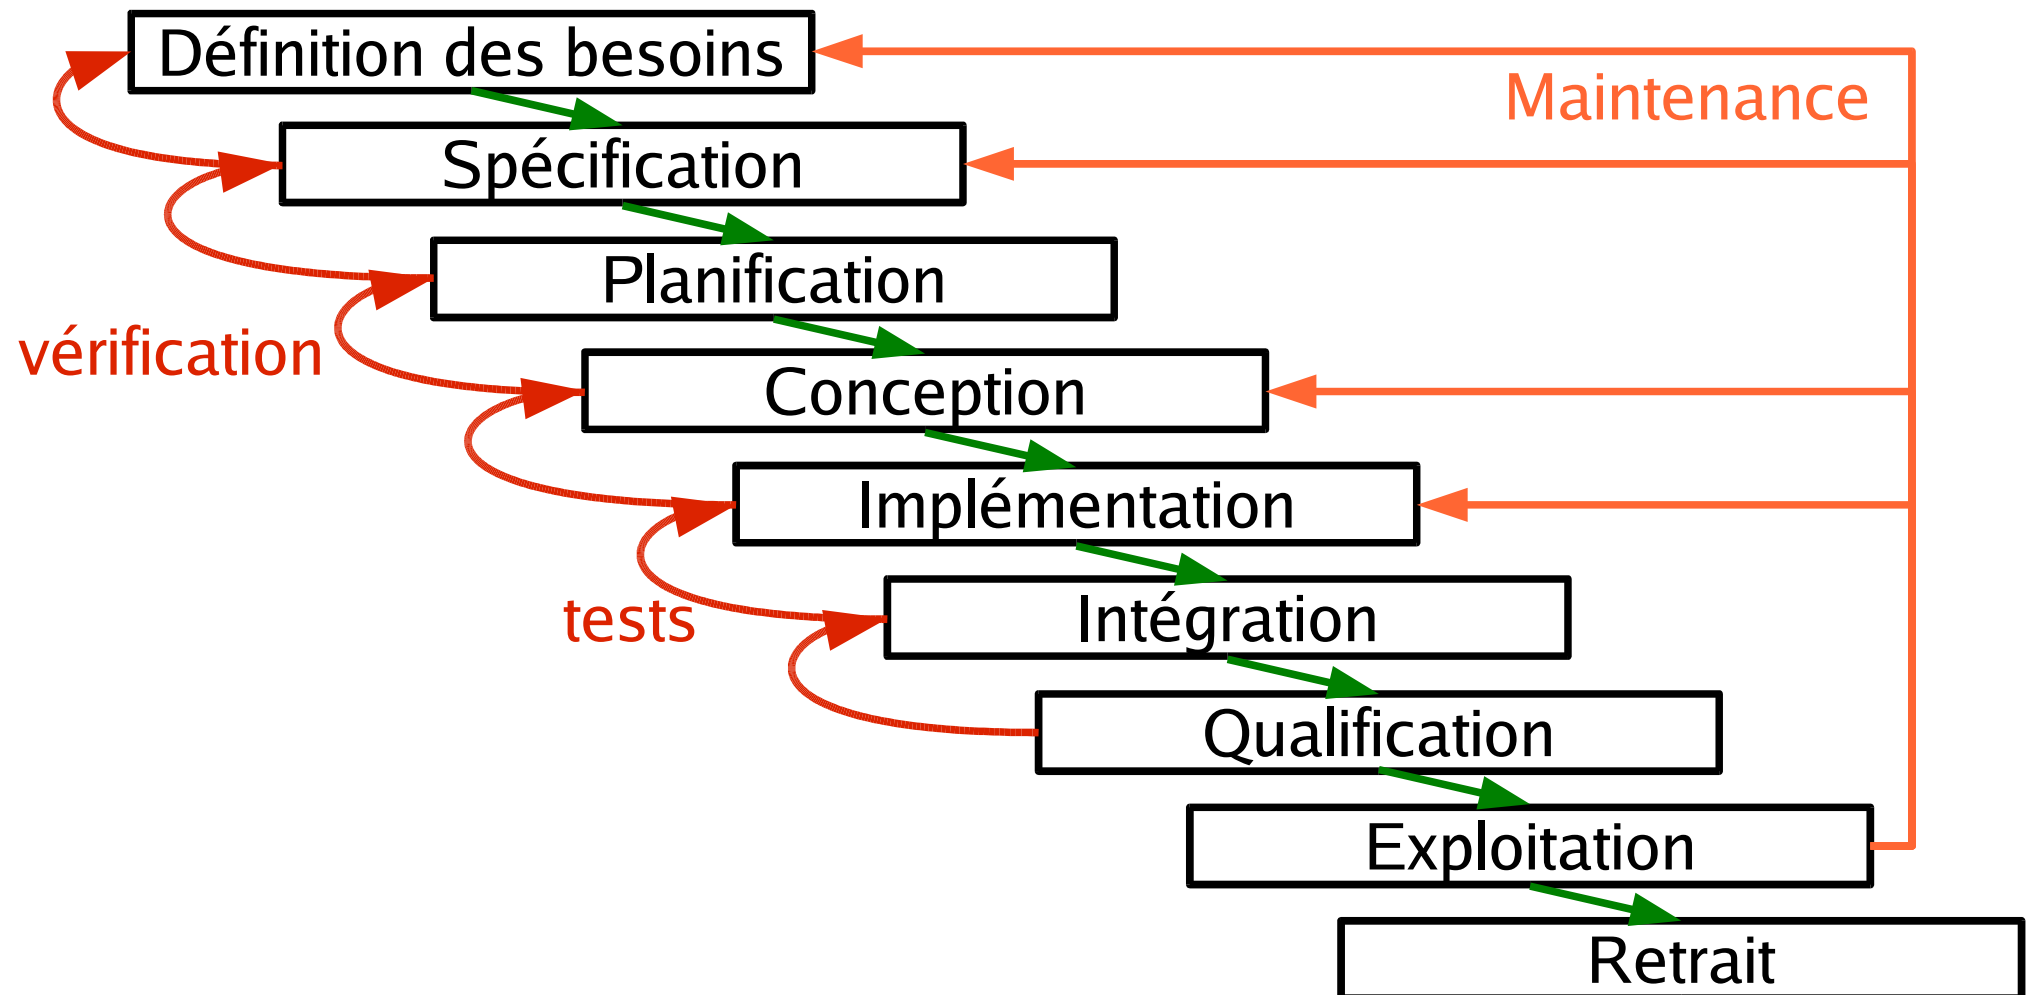 Définition des besoins
Maintenance
Spécification
Planification
vérification
Conception
Implémentation
tests
Intégration
Qualification
Exploitation
Retrait